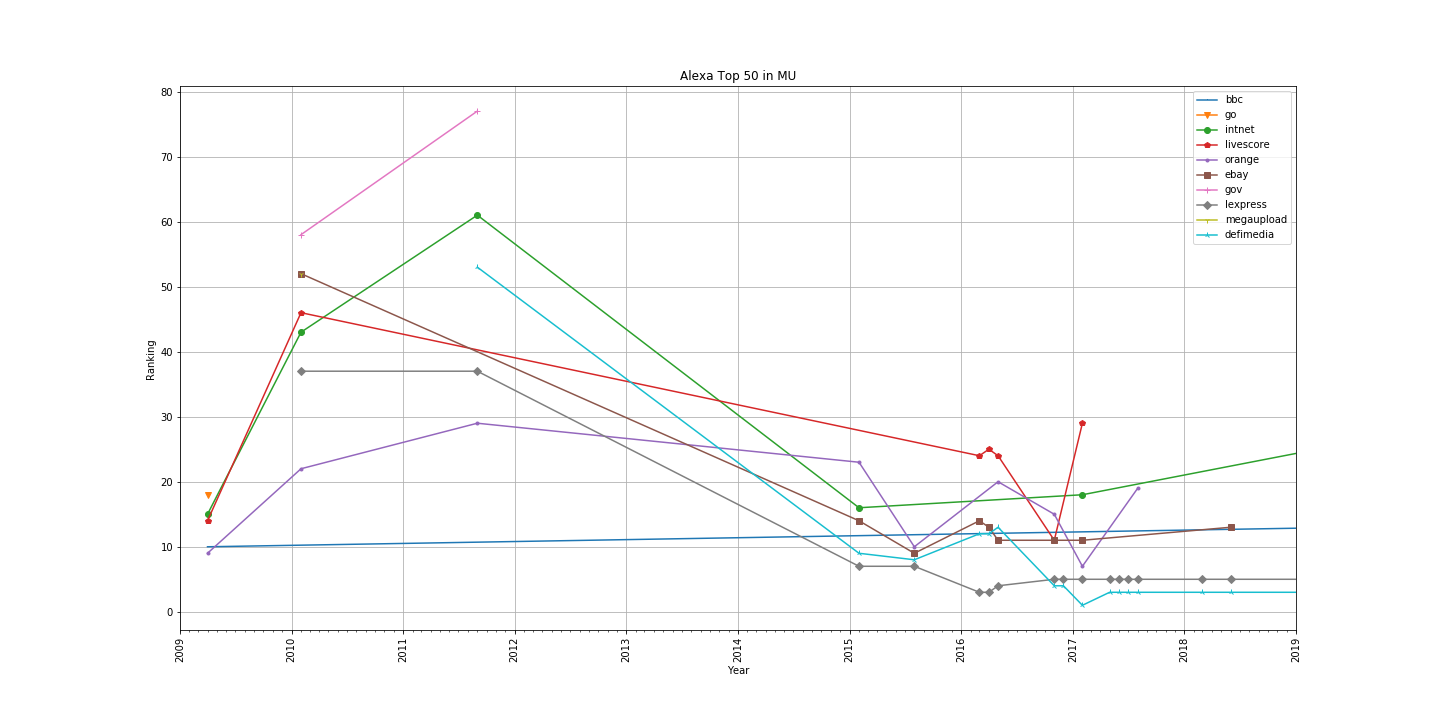 Alexa Top 50 in MU
Ranking
80
70
60
50
40
30
20
10
0
bbc
go
intnet
livescore
orange
ebay
gov
lexpress
megaupload
defimedia
2009
2010
2011
2012
2013
2014
2015
2016
2017
2018
2019
Year